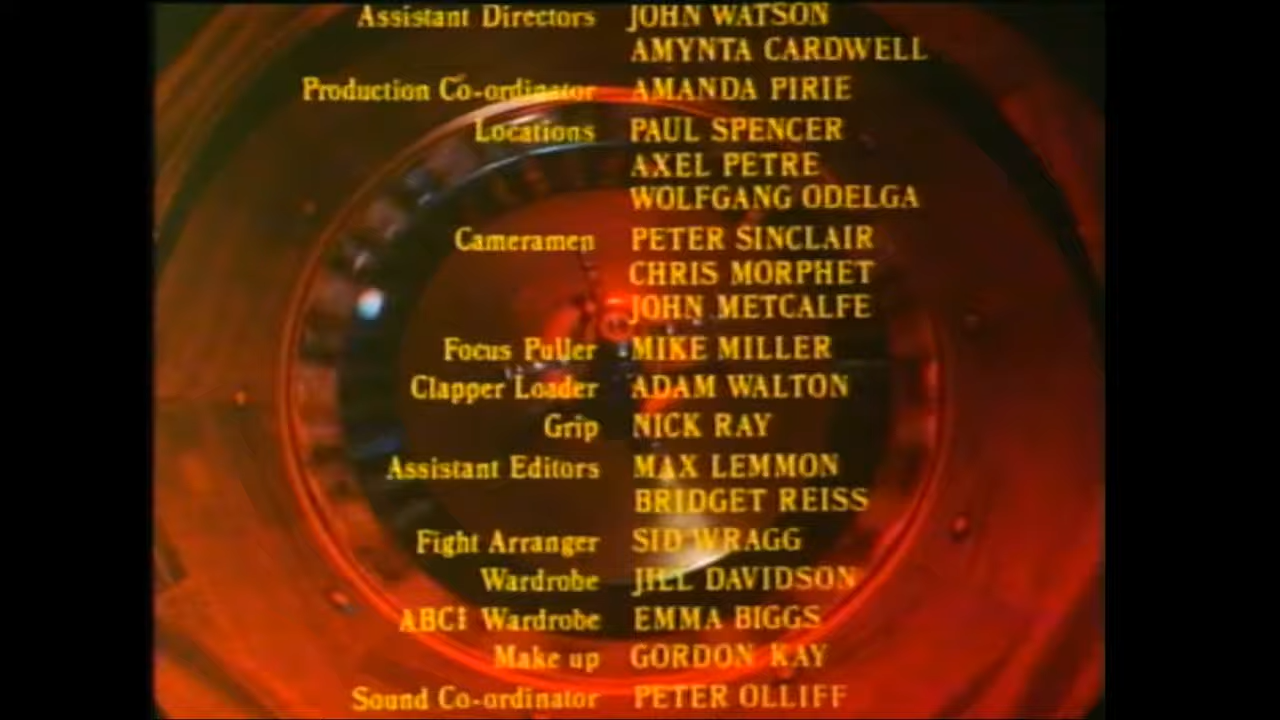 Assistant Directors JOHN WATSON
AMYNTA CARDWELL
Production Co-ordinator AMANDA PIRIE
Locations PAUL SPENCER
AXEL PETRE
WOLFGANG ODELGA
Cameramen PETER SINCLAIR
CHRIS MORPHET
JOHN METCALFE
Focus Puller MIKE MILLER
Clapper Loader ADAM WALTON
Grip NICK RAY
Assistant Editors MAX LEMMON
BRIDGET REISS
Fight Arranger SID WRAGG
Wardrobe JILL DAVIDSON
ABC! Wardrobe EMMA BIGGS
Make up GORDON KAY
Sound Co-ordinator PETER OLLIFF